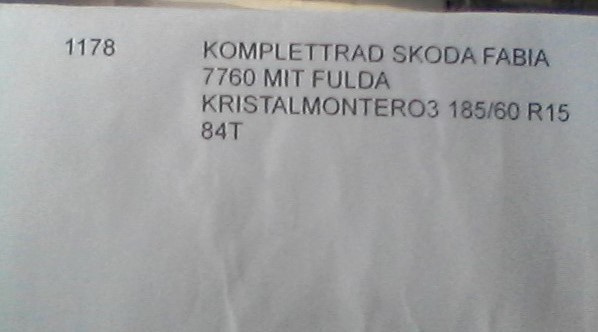 1178 KOMPLETTRAD SKODA FABIA
7760 MIT FULDA
KRISTALMONTERO3 185/60 R15
84T